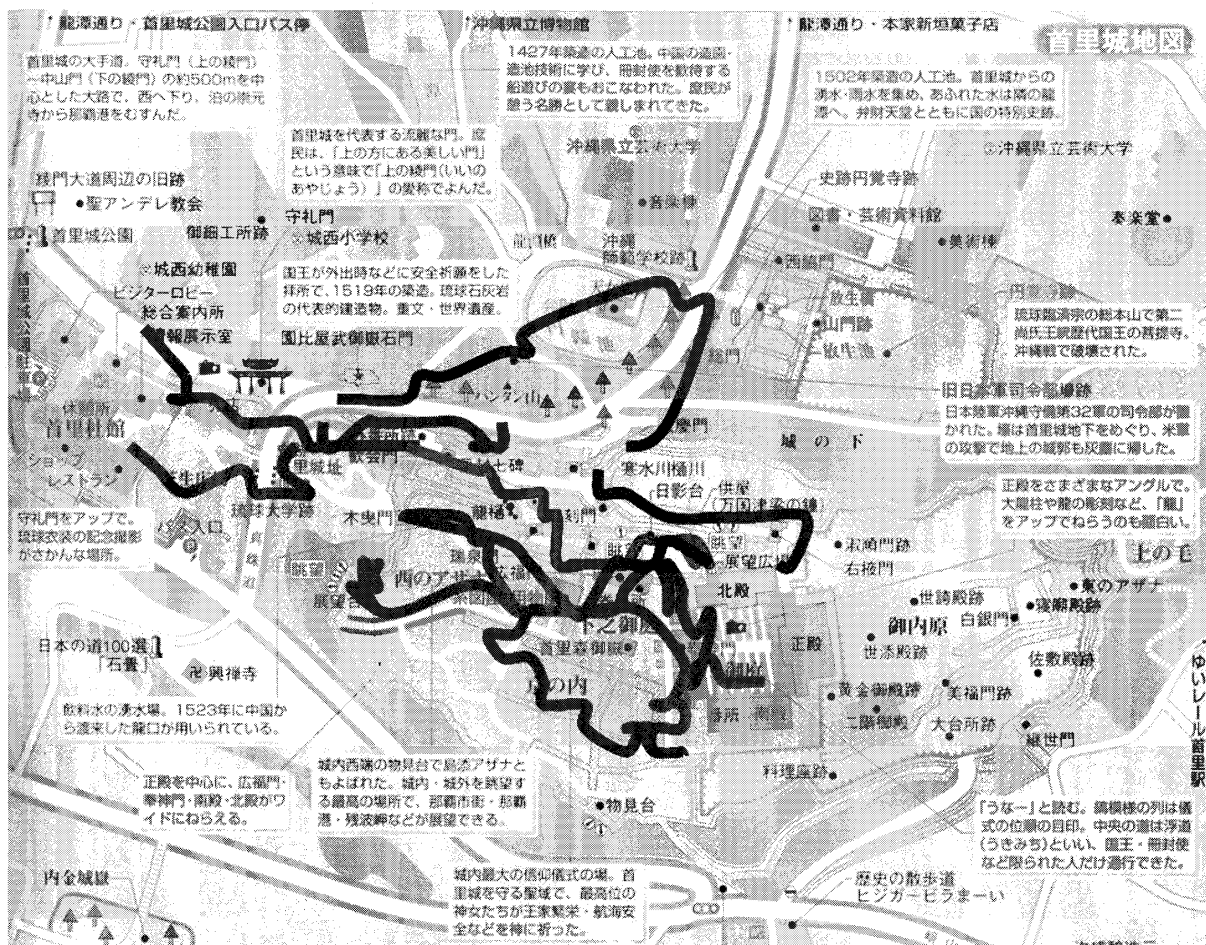 ↑龍潭通り・首里城公園入口バス停
↑沖縄県立博物館
↑龍潭通り・本家新垣菓子店
首里城地図
首里城の大手道。守礼門(上の綾門)
〜中山門(下の綾門)の約500mを中
心とした大路で、西へ下り、泊の崇元
寺から那覇港をむすんだ。
1427年築造の人工池。中国の造園・
造池技術に学び、冊封使を歓待する
船遊びの宴もおこなわれた。庶民が
憩う名勝として親しまれてきた。
1502年築造の人工池。首里城からの
湧水・雨水を集め、あふれた水は隣の龍
潭へ。弁財天堂とともに国の特別史跡。
首里城を代表する流麗な門。庶
民は、「上の方にある美しい門」
という意味で「上の綾門(いいの
あやじょう)」の愛称でよんだ。
沖縄県立芸術大学
沖縄県立芸術大学
綾門大道周辺の旧跡
聖アンデレ教会
首里城公園
御細工所跡
守礼門
城西小学校
音楽棟
史跡円覚寺跡
図書・芸術資料館
奏楽堂
美術棟
龍淵橋
沖縄
師範学校跡
西鯱門
城西幼稚園
ビジターロビー
総合案内所
情報展示室
国王が外出時などに安全祈願をした
拝所で、1519年の築造。琉球石灰岩
の代表的建造物。重文・世界遺産。
園比屋武御嶽石門
放生橋
山門跡
放生池
総門
円覚寺跡
琉球臨済宗の総本山で第二
尚氏王統歴代国王の菩提寺。
沖縄戦で破壊された。
首里城公園駐車場
休憩所
首里杜館
ショップ
レストラン
ハンタン山
旧日本軍司令部壕跡
日本陸軍沖縄守備第32軍の司令部が置
かれた。壕は首里城地下をめぐり、米軍
の攻撃で地上の城郭も灰燼に帰した。
城の下
歓会門
七碑
寒水川樋川
日影台
供屋
(万国津梁の鐘)
正殿をさまざまなアングルで。
大龍柱や龍の彫刻など、「龍」
をアップでねらうのも面白い。
守礼門をアップで。
琉球衣装の記念撮影
がさかんな場所。
琉球大学跡
バス入口
真珠道
木曳門
龍樋
刻門
瑞泉門
眺望
眺望
展望台
西のアザナ
広福
展望広場
淑順門跡
右掖門
上の毛
北殿
東のアザナ
世誇殿跡
白銀門
寝廟殿跡
御内原
世添殿跡
佐敷殿跡
正殿
下之御庭
首里森御嶽
京の内
御庭
番所
南殿
黄金御殿跡
美福門跡
二階御殿
大台所跡
継世門
料理座跡
日本の道100選
「石畳」
卍興禅寺
飲料水の湧水場。1523年に中国か
ら渡来した龍口が用いられている。
正殿を中心に、広福門・
奉神門・南殿・北殿がワ
イドにねらえる。
城内西端の物見台で島添アザナと
もよばれた。城内・城外を眺望す
る最高の場所で、那覇市街・那覇
港・残波岬などが展望できる。
物見台
ゆいレール首里駅
「うなー」と読む。縞模様の列は儀
式の位順の目印。中央の道は浮道
(うきみち)といい、国王・冊封使
など限られた人だけ通行できた。
内金城嶽
城内最大の信仰儀式の場。首
里城を守る聖域で、最高位の
神女たちが王家繁栄・航海安
全などを神に祈った。
歴史の散歩道
ヒジガービラまーい